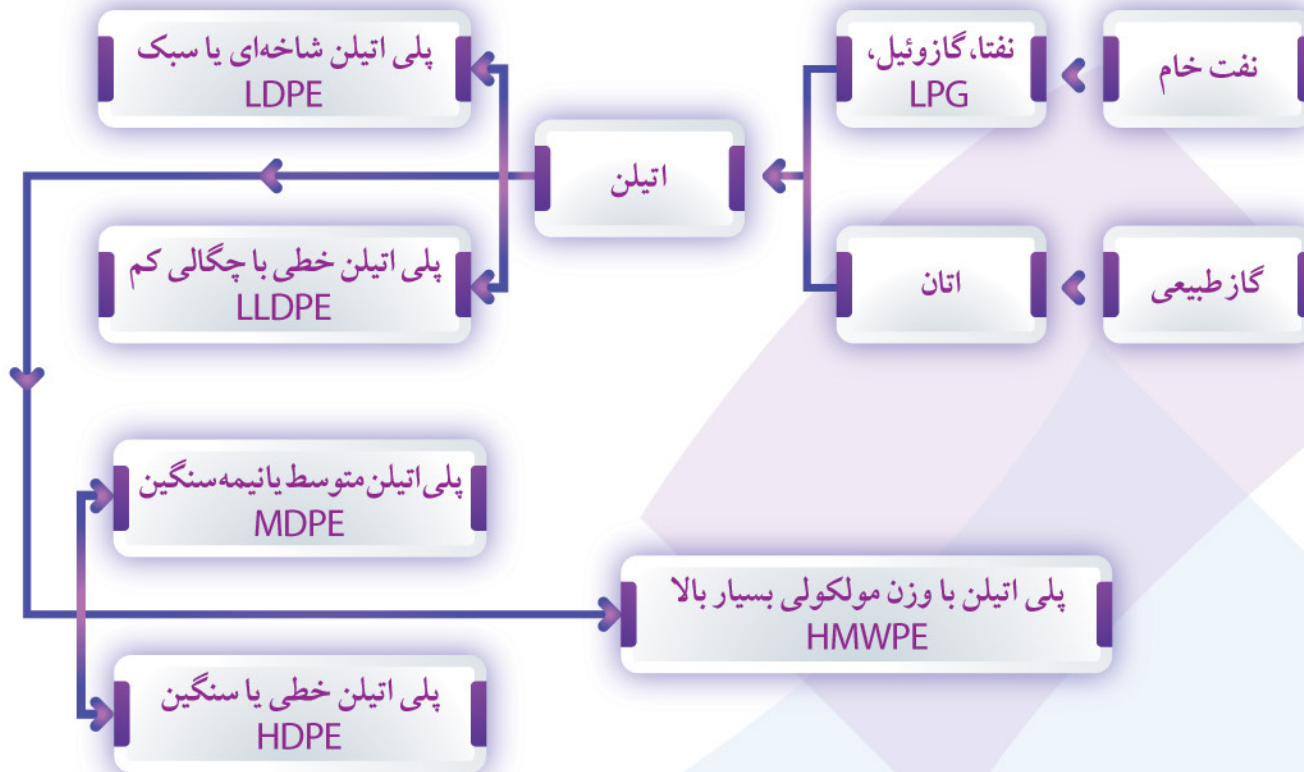 نفت خام
نفتا، گازوئیل،
LPG
گاز طبیعی
اتان
اتیلن
پلی اتیلن شاخه‌ای یا سبک
LDPE
پلی اتیلن خطی با چگالی کم
LLDPE
پلی اتیلن متوسط یا نیمه سنگین
MDPE
پلی اتیلن خطی یا سنگین
HDPE
پلی اتیلن با وزن مولکولی بسیار بالا
HMWPE